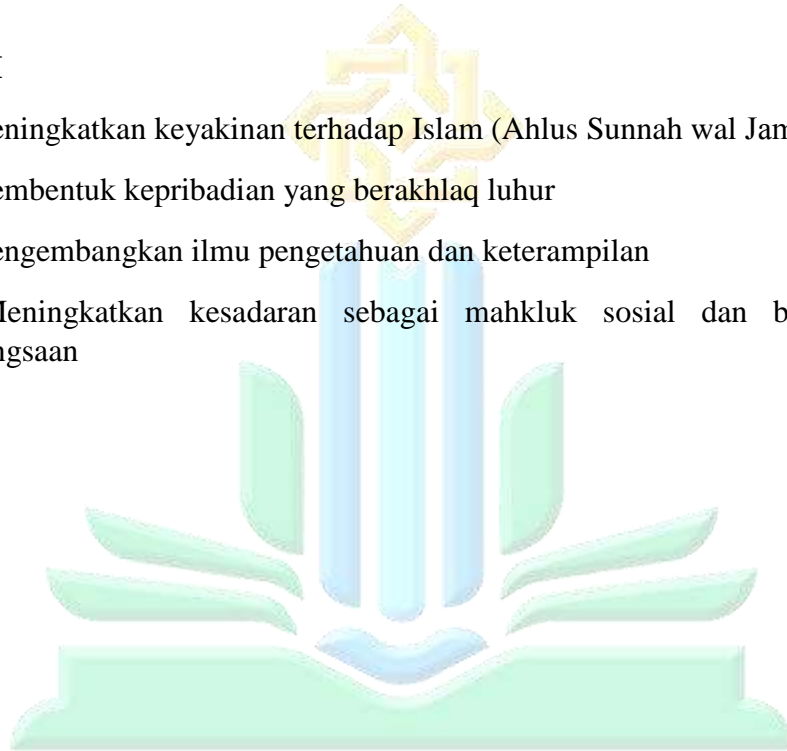 eningkatkan keyakinan terhadap Islam (Ahlus Sunnah wal Jam
embentuk kepribadian yang berakhlaq luhur
engembangkan ilmu pengetahuan dan keterampilan
Meningkatkan kesadaran sebagai mahkluk sosial dan b
ngsaan